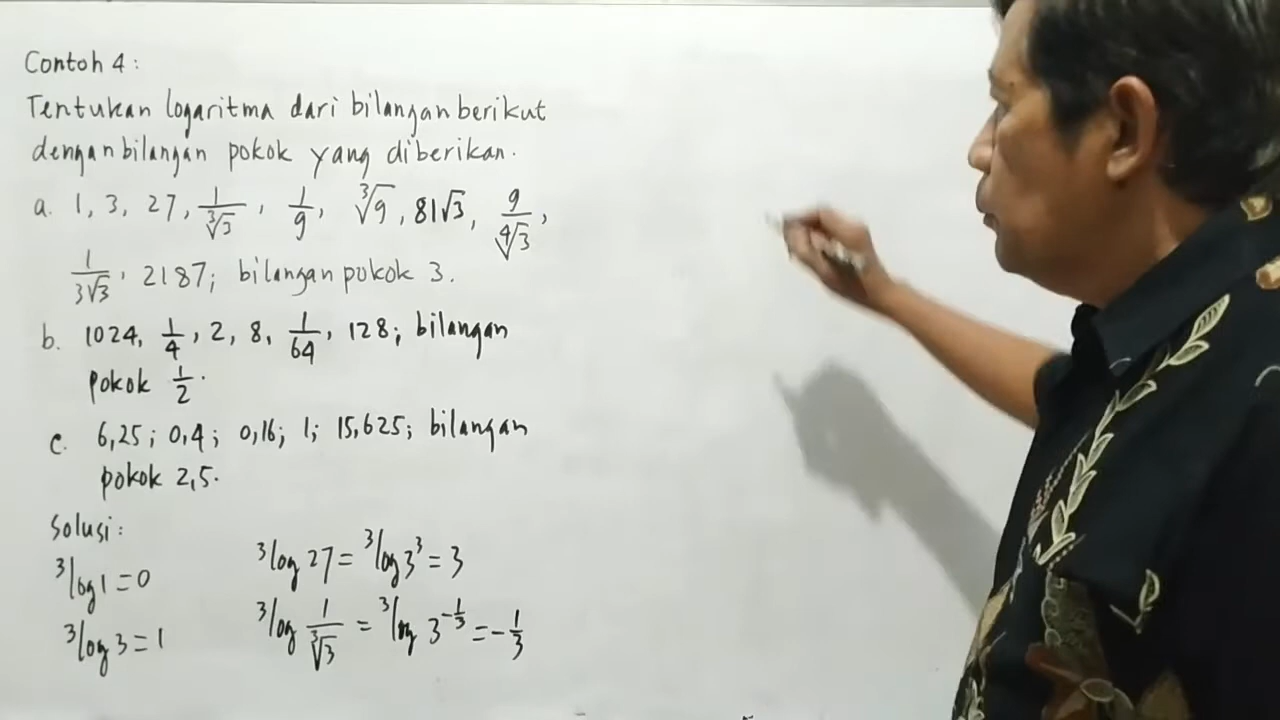 Contoh 4 :
Tentukan logaritma dari bilangan berikut
dengan bilangan pokok yang diberikan.
a. 1, 3, 27, 1/∛3, 1/9, ∛9, 81√3, 9/∜3,
1/3√3, 2187; bilangan pokok 3.
b. 1024, 1/4, 2, 8, 1/64, 128; bilangan
pokok 1/2.
c. 6,25; 0,4; 0,16; 1; 15,625; bilangan
pokok 2,5.
Solusi:
³log 1 = 0
³log 3 = 1
³log 27 = ³log 3³ = 3
³log 1/∛3 = ³log 3^(-1/3) = -1/3